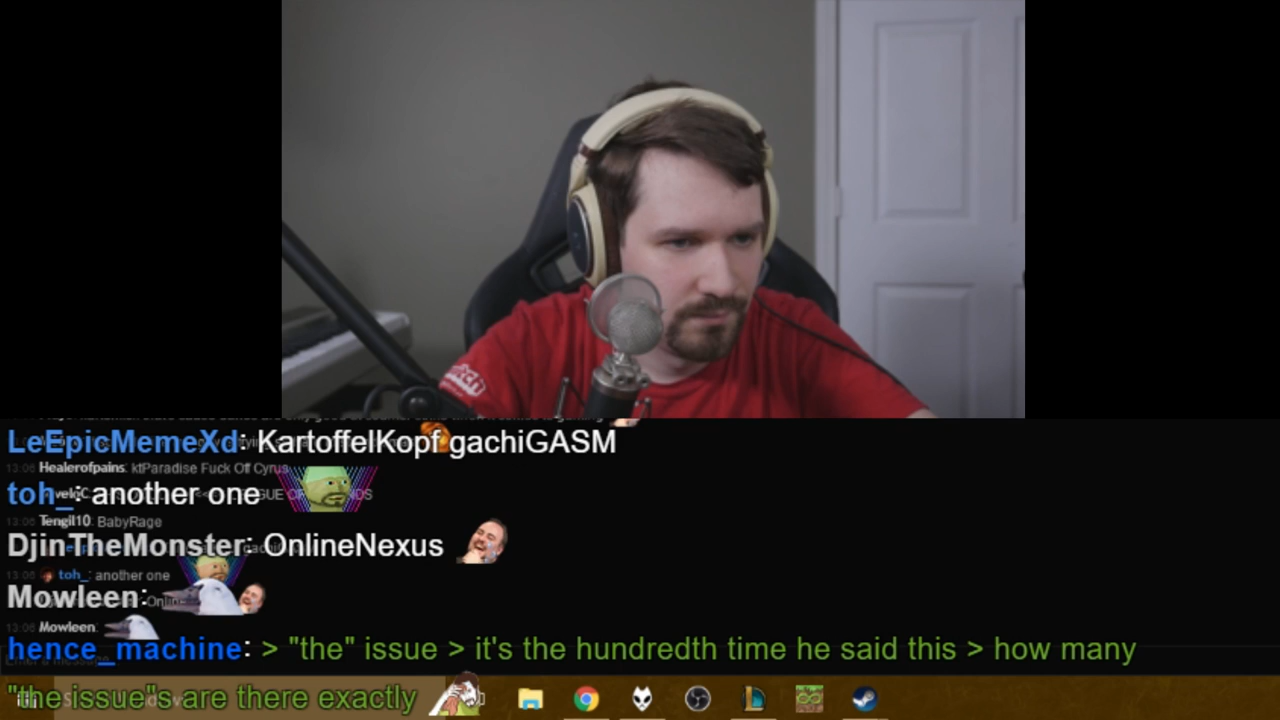 LeEpicMemeXd: KartoffelKopf gachiGASM
Healerofpains: ktParadise Fuck Off Cyrus
toh_: another one
Tengil10: BabyRage
DjinTheMonster: OnlineNexus
toh_: another one
Mowleen:
Mowleen:
hence_machine: > "the" issue > it's the hundredth time he said this > how many
"the issue"s are there exactly